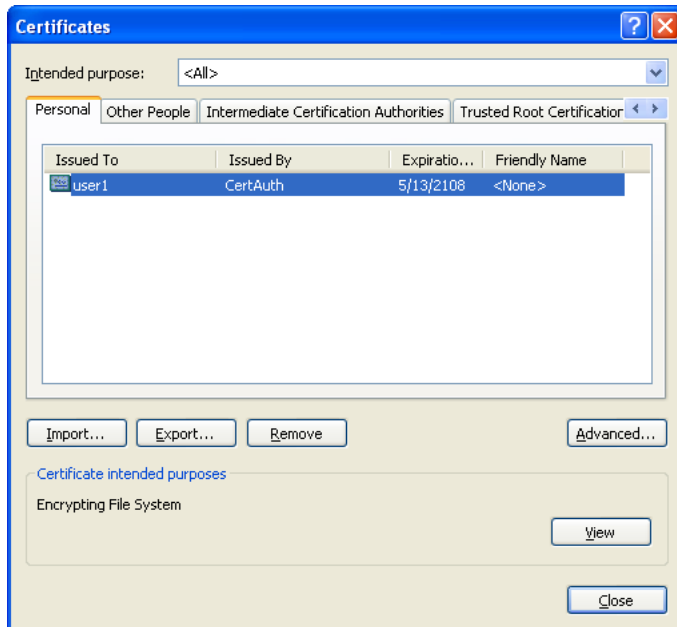 Certificates
Intended purpose: <All>
Personal Other People Intermediate Certification Authorities Trusted Root Certification
Issued To Issued By Expiratio... Friendly Name
user1 CertAuth 5/13/2108 <None>
Import... Export... Remove Advanced...
Certificate intended purposes
Encrypting File System
View
Close